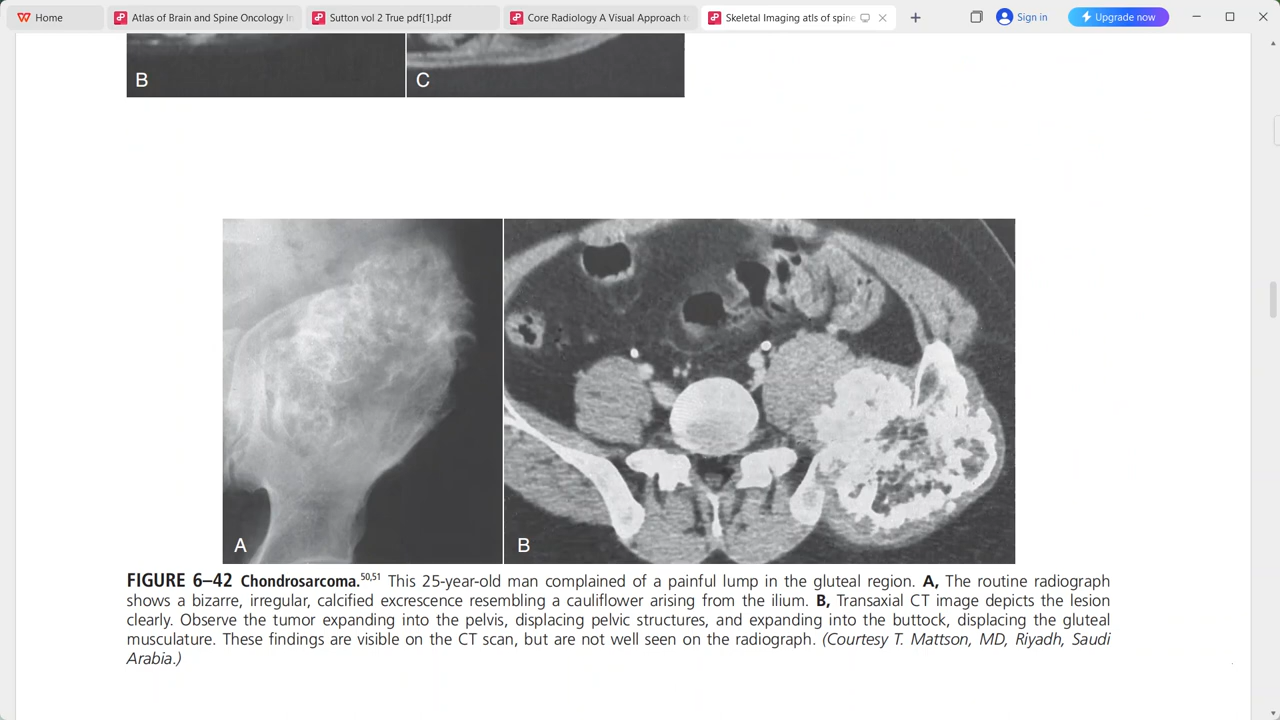 Home
Atlas of Brain and Spine Oncology In
Sutton vol 2 True pdf[1].pdf
Core Radiology A Visual Approach to
Skeletal Imaging atls of spine
Sign in
Upgrade now
B
C
A
B
FIGURE 6–42 Chondrosarcoma.50,51 This 25-year-old man complained of a painful lump in the gluteal region. A, The routine radiograph
shows a bizarre, irregular, calcified excrescence resembling a cauliflower arising from the ilium. B, Transaxial CT image depicts the lesion
clearly. Observe the tumor expanding into the pelvis, displacing pelvic structures, and expanding into the buttock, displacing the gluteal
musculature. These findings are visible on the CT scan, but are not well seen on the radiograph. (Courtesy T. Mattson, MD, Riyadh, Saudi
Arabia.)